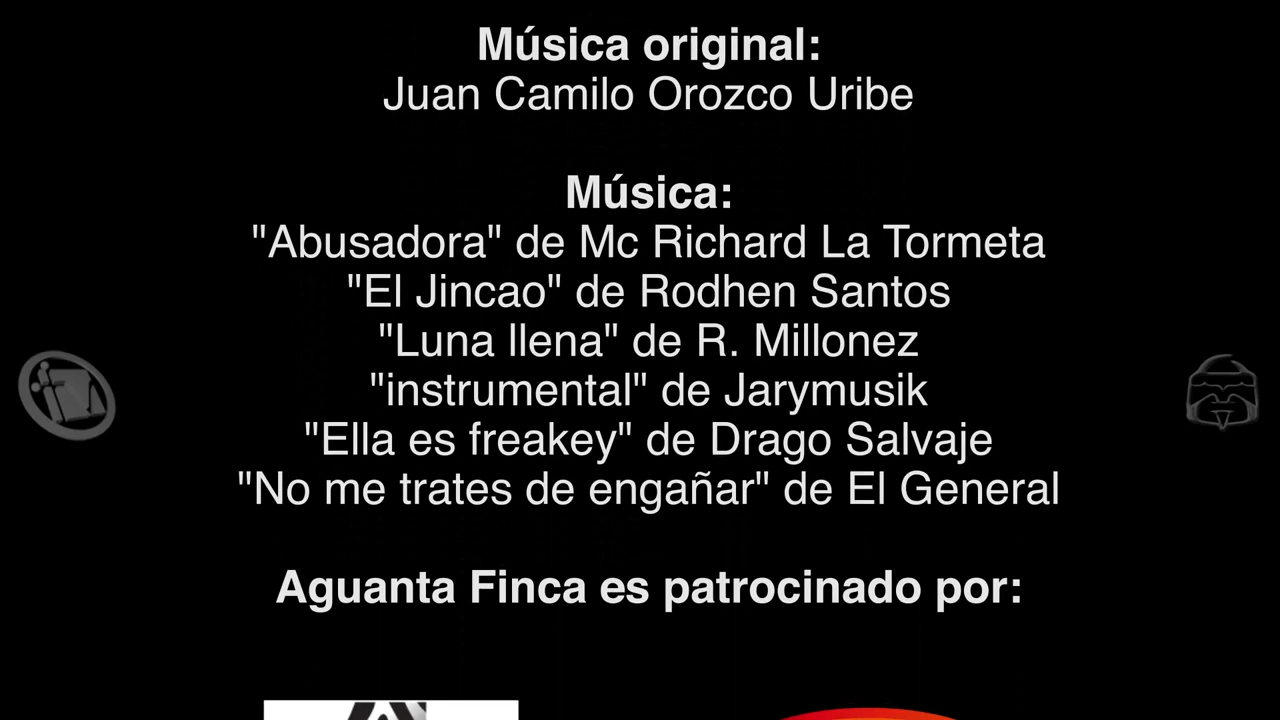 Música original:
Juan Camilo Orozco Uribe
Música:
"Abusadora" de Mc Richard La Tormeta
"El Jincao" de Rodhen Santos
"Luna llena" de R. Millonez
"instrumental" de Jarymusik
"Ella es freakey" de Drago Salvaje
"No me trates de engañar" de El General
Aguanta Finca es patrocinado por: